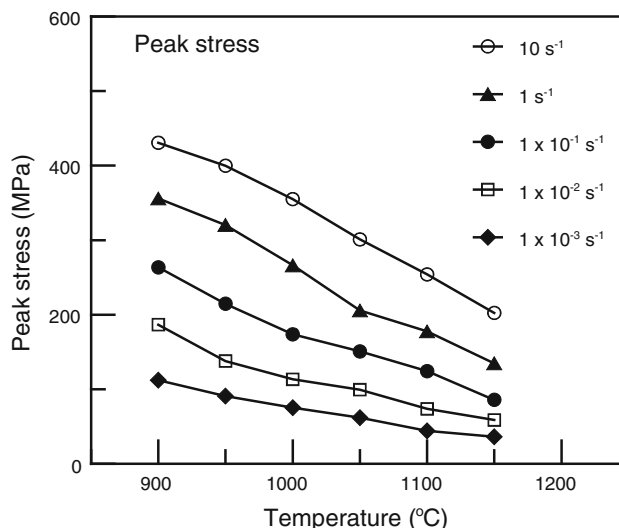 Peak stress
10 s⁻¹
1 s⁻¹
1 x 10⁻¹ s⁻¹
1 x 10⁻² s⁻¹
1 x 10⁻³ s⁻¹
600
400
200
0
Peak stress (MPa)
900 1000 1100 1200
Temperature (ºC)